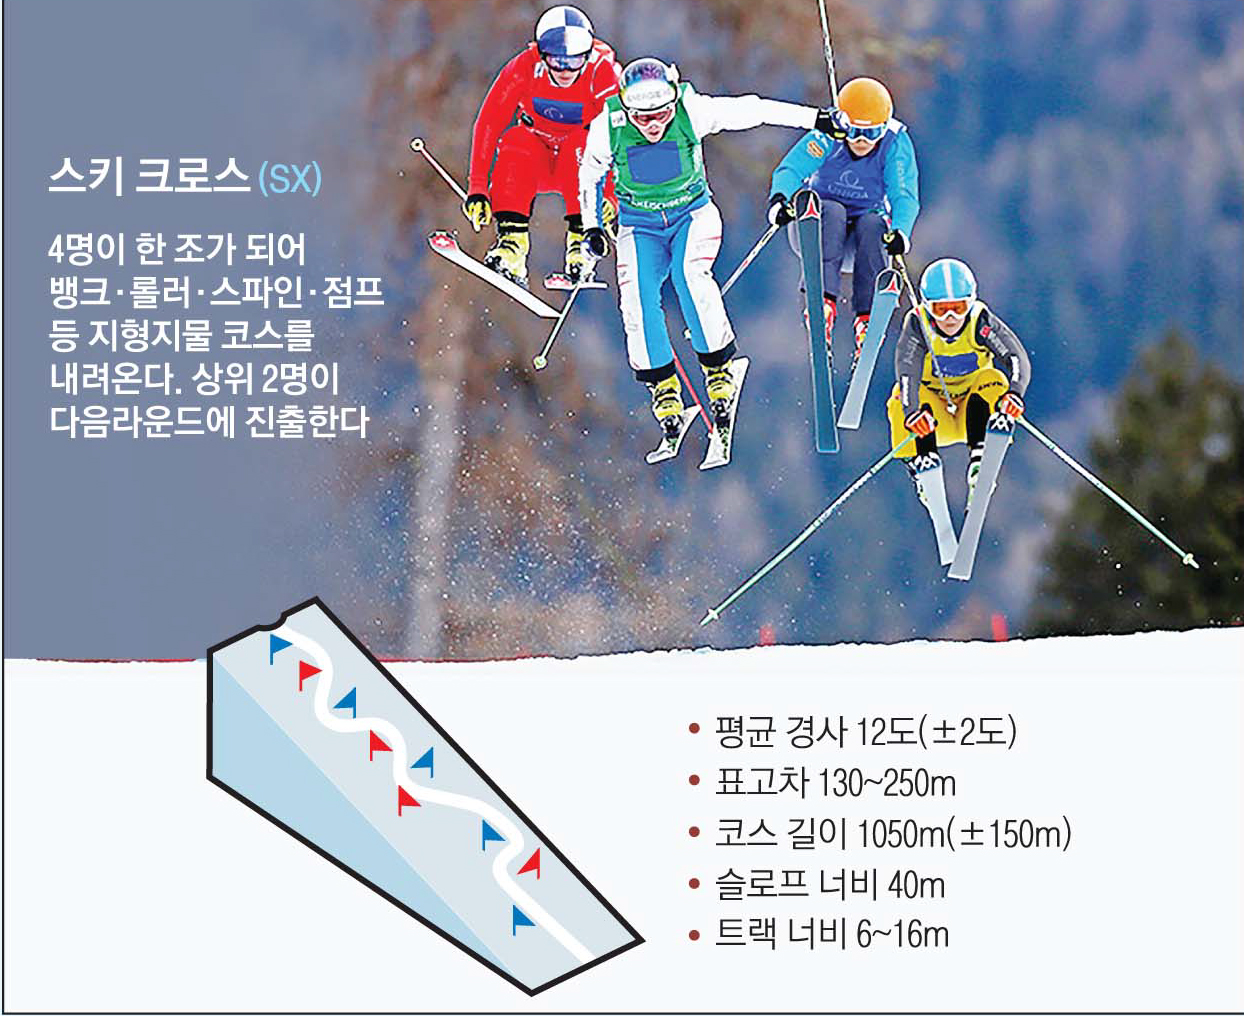 스키 크로스 (SX)
4명이 한 조가 되어
뱅크·롤러·스파인·점프
등 지형지물 코스를
내려온다. 상위 2명이
다음라운드에 진출한다
UNIQA
• 평균 경사 12도(±2도)
• 표고차 130~250m
• 코스 길이 1050m(±150m)
• 슬로프 너비 40m
• 트랙 너비 6~16m